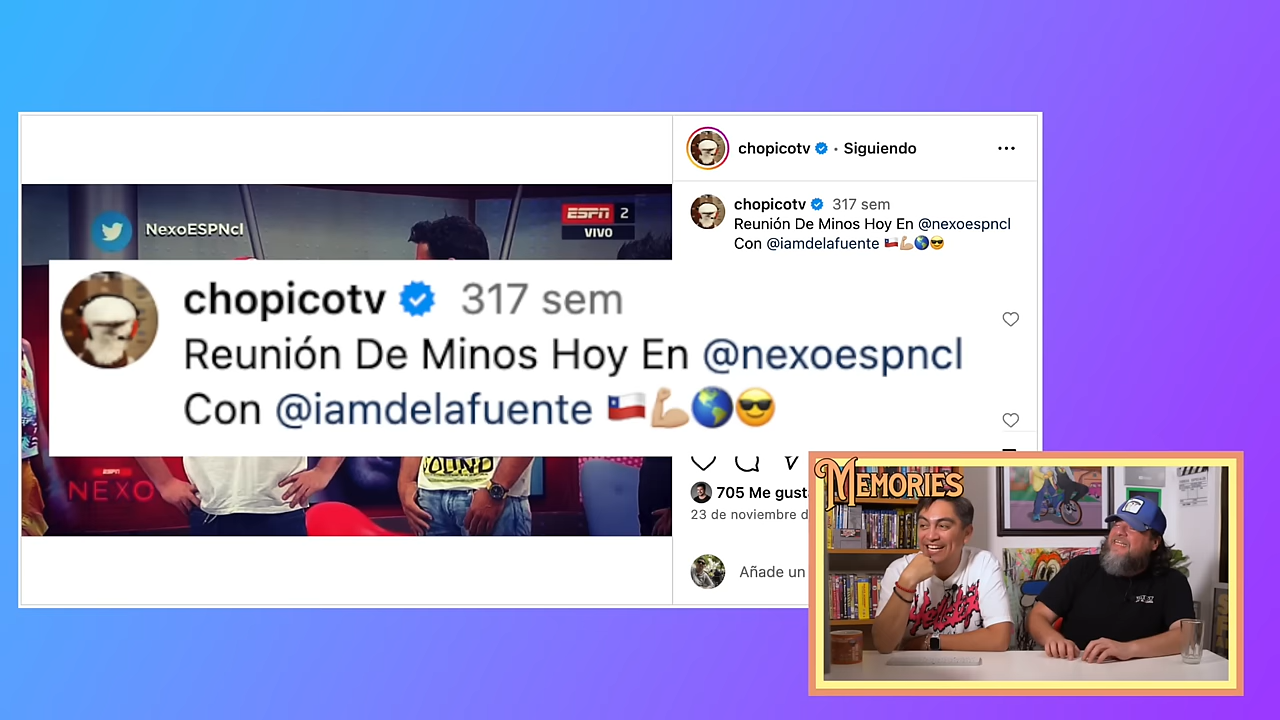 chopicotv • Siguiendo
NexoESPNcl
ESPN 2
VIVO
chopicotv 317 sem
Reunión De Minos Hoy En @nexoespncl
Con @iamdelafuente 🇨🇱💪🏼🌎😎
chopicotv 317 sem
Reunión De Minos Hoy En @nexoespncl
Con @iamdelafuente 🇨🇱💪🏼🌎😎
ESPN
NEXO
SOUND
705 Me gust
23 de noviembre d
Añade un
MEMORIES